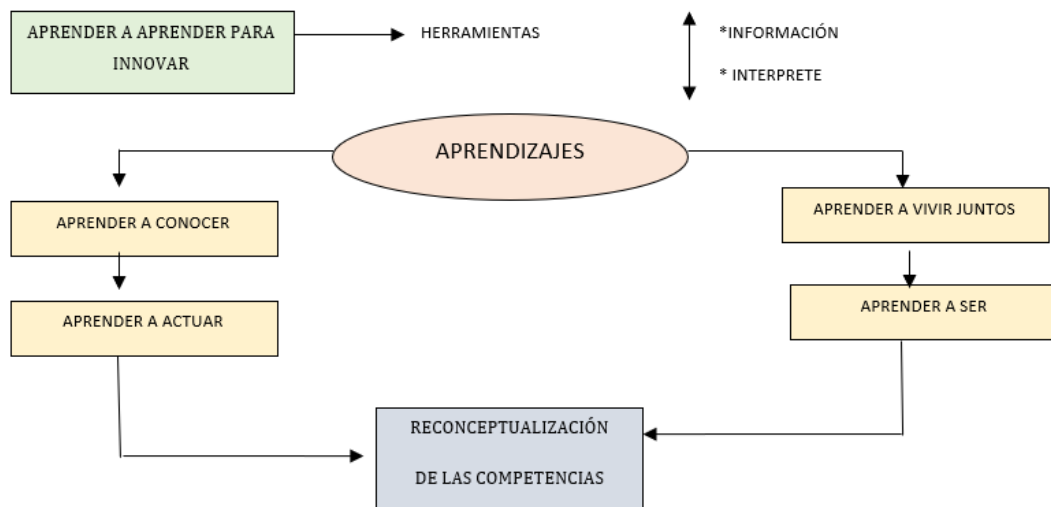 APRENDER A APRENDER PARA
INNOVAR
HERRAMIENTAS
*INFORMACIÓN
* INTERPRETE
APRENDIZAJES
APRENDER A CONOCER
APRENDER A VIVIR JUNTOS
APRENDER A ACTUAR
APRENDER A SER
RECONCEPTUALIZACIÓN
DE LAS COMPETENCIAS